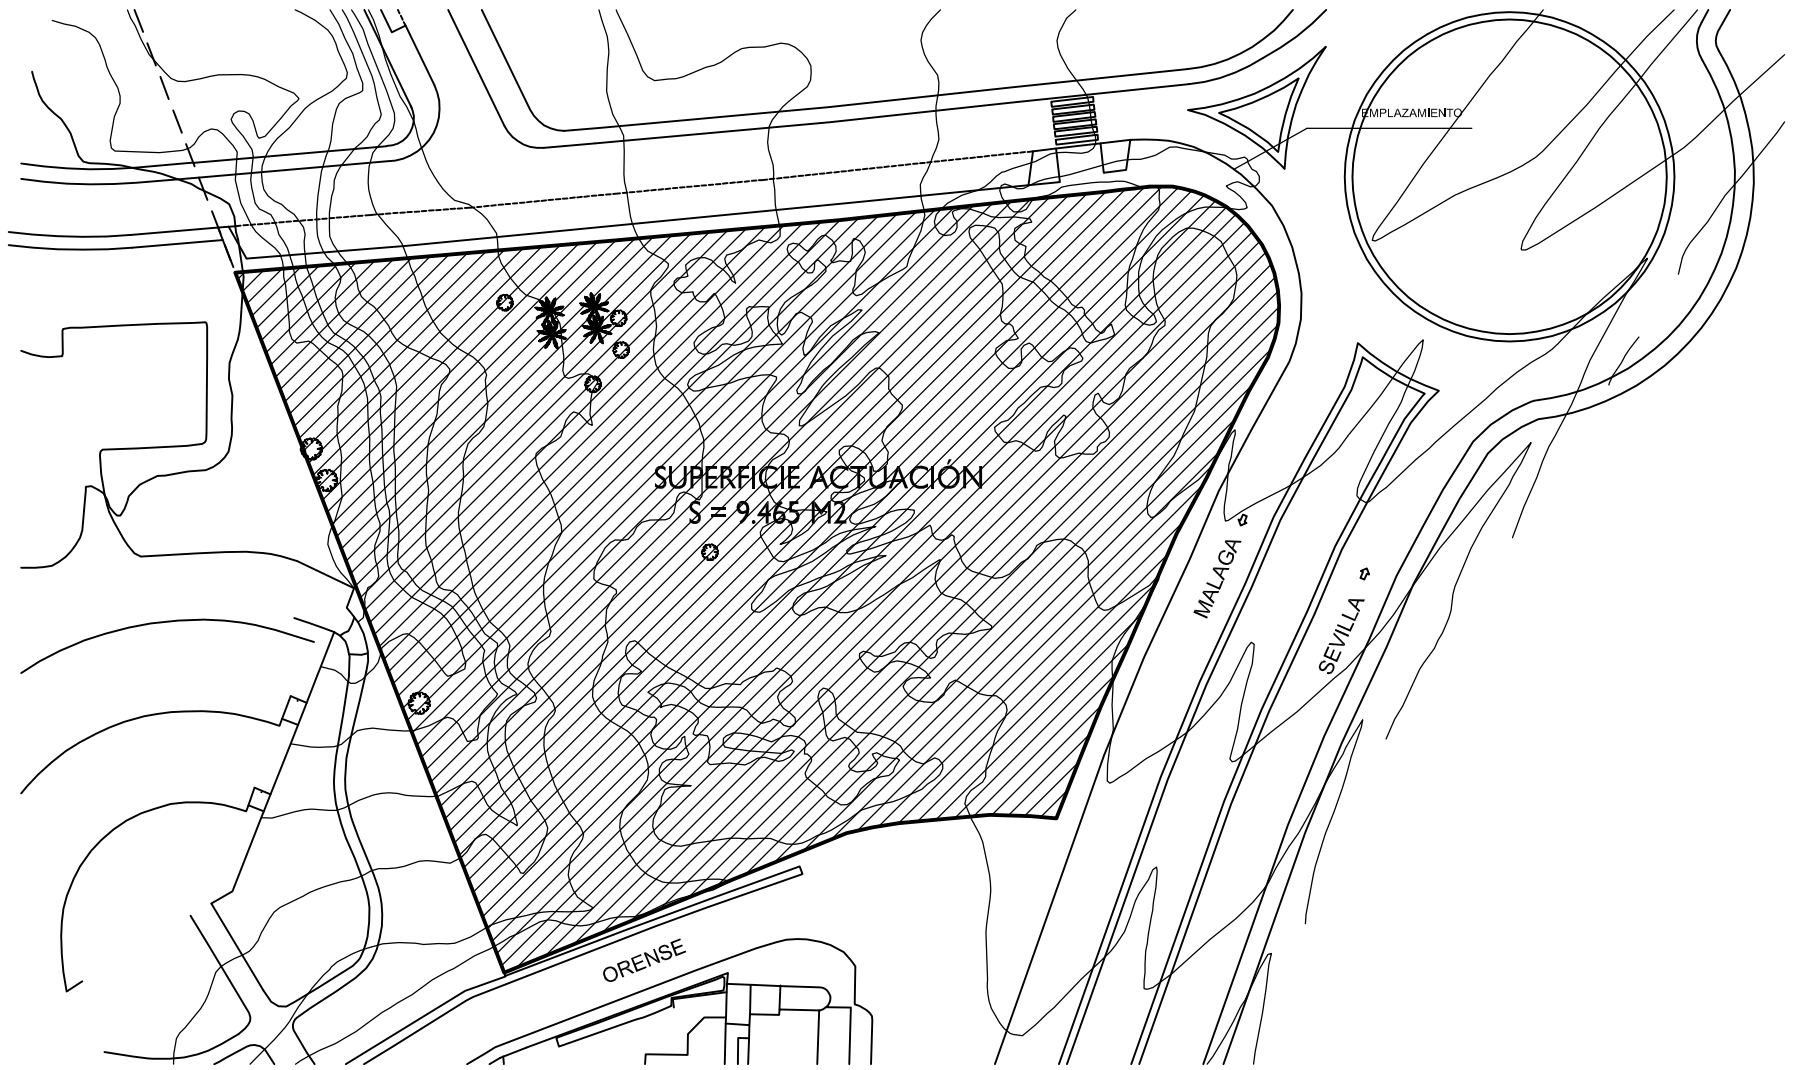 EMPLAZAMIENTO
SUPERFICIE ACTUACIÓN
S = 9.465 M2
MALAGA
SEVILLA
ORENSE